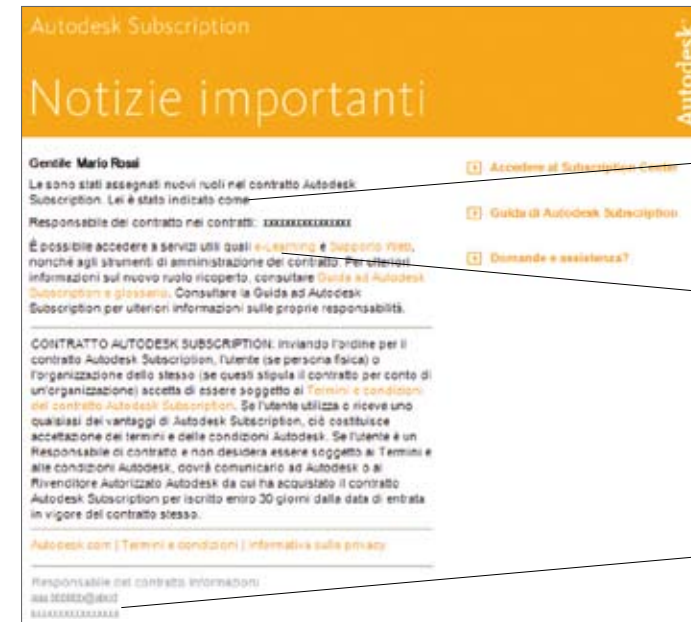 Autodesk Subscription
Notizie importanti
Autodesk
Gentile Mario Rossi
Le sono stati assegnati nuovi ruoli nel contratto Autodesk
Subscription. Lei è stato indicato come
Responsabile del contratto nei contratti:
È possibile accedere a servizi utili quali e-Learning e Supporto Web,
nonché agli strumenti di amministrazione del contratto. Per ulteriori
informazioni sul nuovo ruolo ricoperto, consultare Guida ad Autodesk
Subscription e glossario. Consultare la Guida ad Autodesk
Subscription per ulteriori informazioni sulle proprie responsabilità.
CONTRATTO AUTODESK SUBSCRIPTION: Inviando l'ordine per il
contratto Autodesk Subscription, l'utente (se persona fisica) o
l'organizzazione dello stesso (se questi stipula il contratto per conto di
un'organizzazione) accetta di essere soggetto ai Termini e condizioni
del contratto Autodesk Subscription. Se l'utente utilizza o riceve uno
qualsiasi dei vantaggi di Autodesk Subscription, ciò costituisce
accettazione dei termini e delle condizioni Autodesk. Se l'utente è un
Responsabile di contratto e non desidera essere soggetto ai Termini e
alle condizioni Autodesk, dovrà comunicarlo ad Autodesk o al
Rivenditore Autorizzato Autodesk da cui ha acquistato il contratto
Autodesk Subscription per iscritto entro 30 giorni dalla data di entrata
in vigore del contratto stesso.
Autodesk.com | Termini e condizioni | Informativa sulla privacy
Responsabile del contratto Informazioni
Accedere al Subscription Center
Guida di Autodesk Subscription
Domande e assistenza?